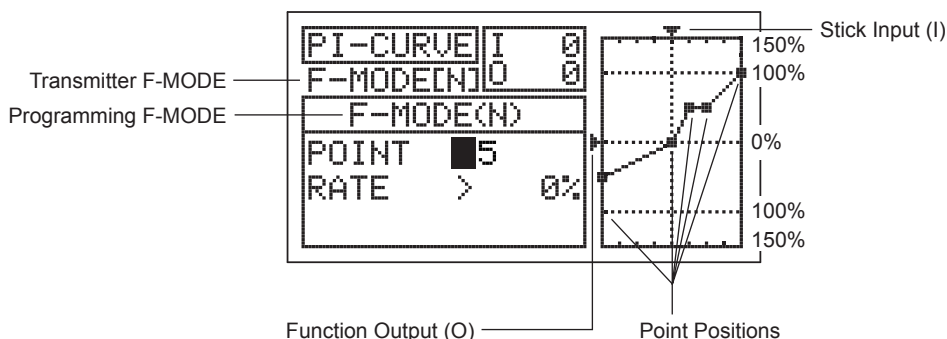 Stick Input (I)
PI-CURVE
I 0
150%
Transmitter F-MODE
F-MODE[N]
O 0
100%
Programming F-MODE
F-MODE(N)
POINT 5
0%
RATE > 0%
100%
150%
Function Output (O)
Point Positions